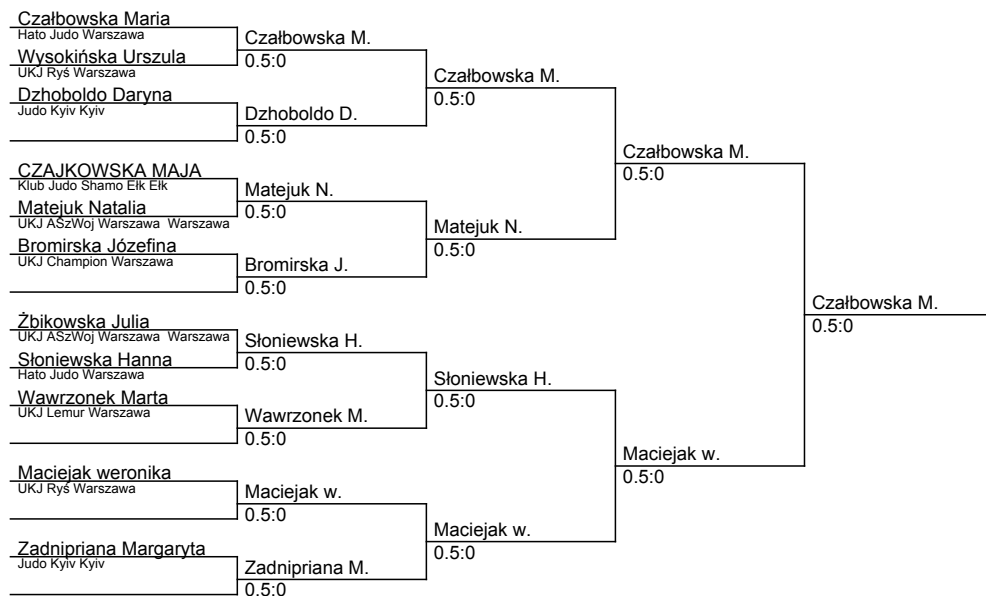 Czałbowska Maria
Hato Judo Warszawa
Wysokińska Urszula
UKJ Ryś Warszawa
Dzhoboldo Daryna
Judo Kyiv Kyiv
CZAJKOWSKA MAJA
Klub Judo Shamo Ełk Ełk
Matejuk Natalia
UKJ ASzWoj Warszawa  Warszawa
Bromirska Józefina
UKJ Champion Warszawa
Żbikowska Julia
UKJ ASzWoj Warszawa  Warszawa
Słoniewska Hanna
Hato Judo Warszawa
Wawrzonek Marta
UKJ Lemur Warszawa
Maciejak weronika
UKJ Ryś Warszawa
Zadnipriana Margaryta
Judo Kyiv Kyiv
Czałbowska M.
0.5:0
Dzhoboldo D.
0.5:0
Matejuk N.
0.5:0
Bromirska J.
0.5:0
Słoniewska H.
0.5:0
Wawrzonek M.
0.5:0
Maciejak w.
0.5:0
Zadnipriana M.
0.5:0
Czałbowska M.
0.5:0
Matejuk N.
0.5:0
Słoniewska H.
0.5:0
Maciejak w.
0.5:0
Czałbowska M.
0.5:0
Maciejak w.
0.5:0
Czałbowska M.
0.5:0